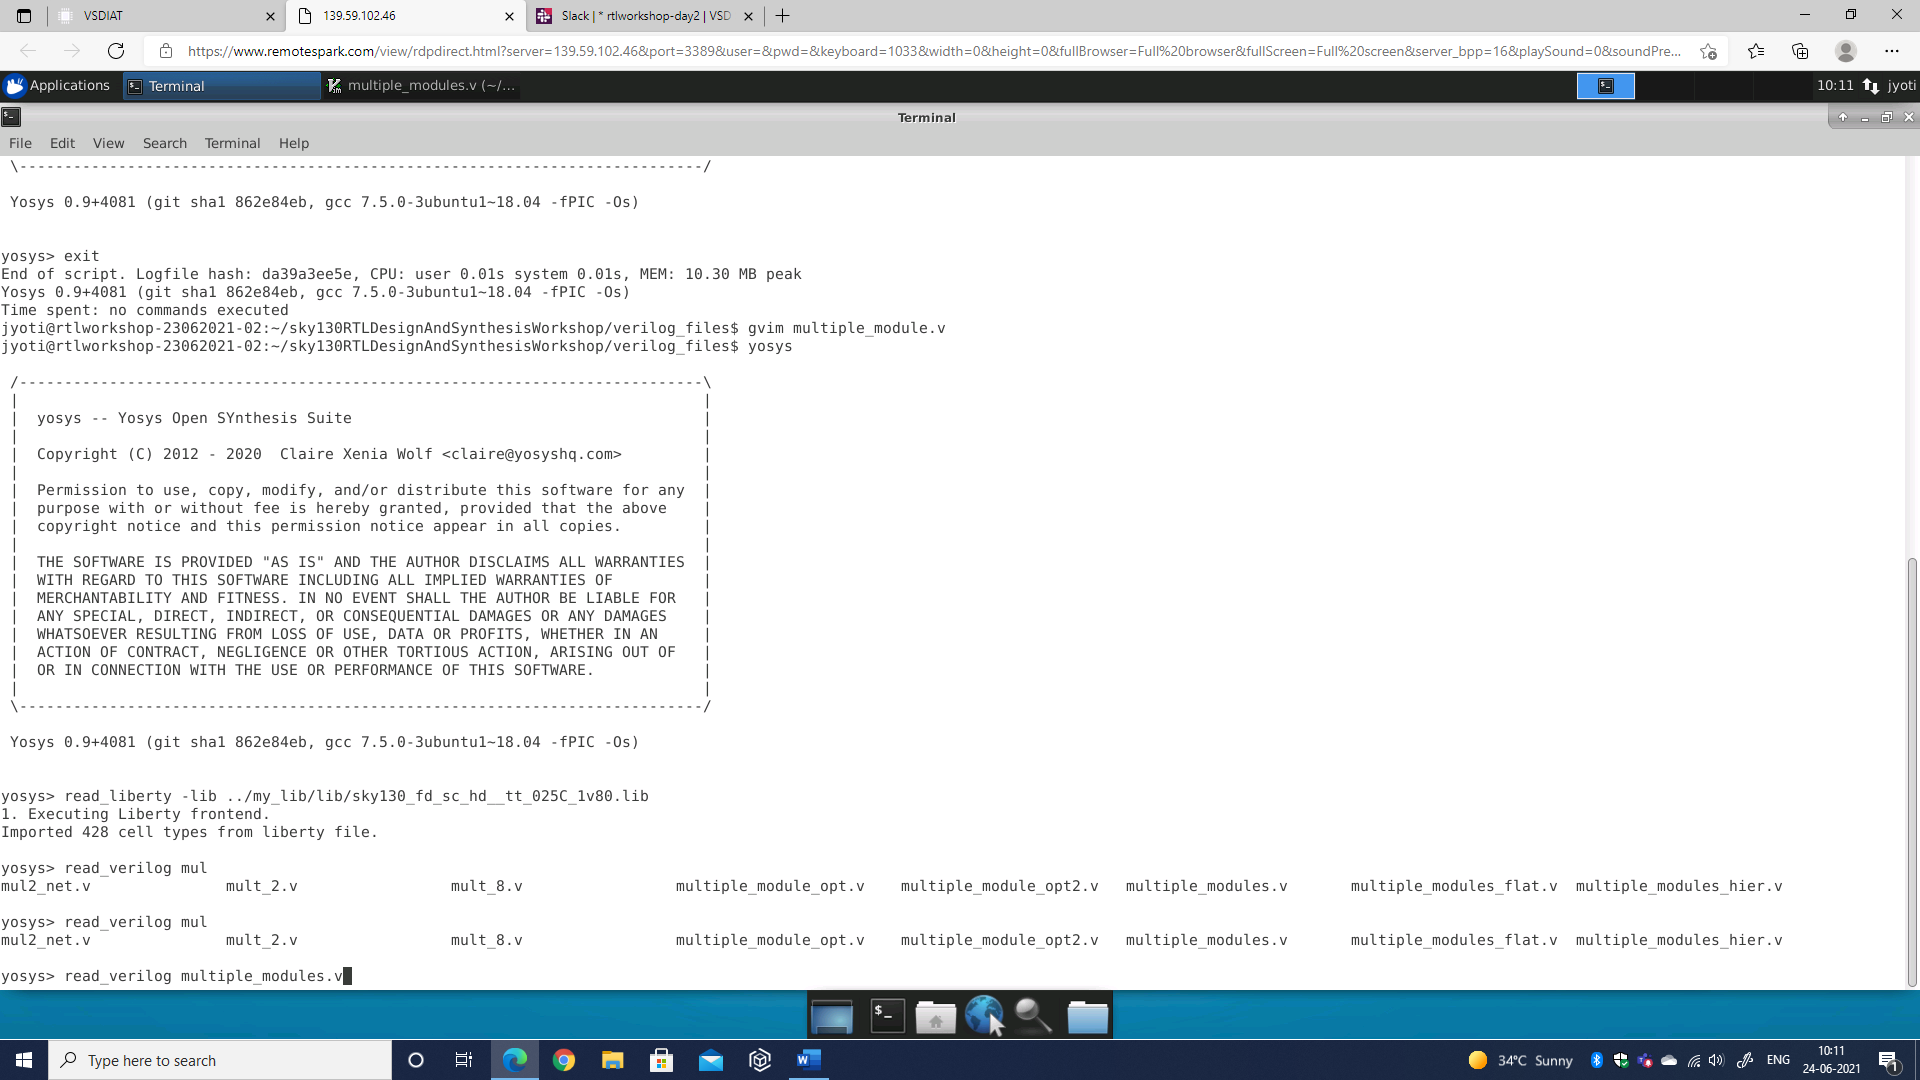 VSDIAT
139.59.102.46
Slack | * rtlworkshop-day2 | VSD
https://www.remotespark.com/view/rdpdirect.html?server=139.59.102.46&port=3389&user=&pwd=&keyboard=1033&width=0&height=0&fullBrowser=Full%20browser&fullScreen=Full%20screen&server_bpp=16&playSound=0&soundPre...
Applications
Terminal
multiple_modules.v (~/...
10:11
jyoti
Terminal
File Edit View Search Terminal Help
\----------------------------------------------------------------------------/
Yosys 0.9+4081 (git sha1 862e84eb, gcc 7.5.0-3ubuntu1~18.04 -fPIC -Os)
yosys> exit
End of script. Logfile hash: da39a3ee5e, CPU: user 0.01s system 0.01s, MEM: 10.30 MB peak
Yosys 0.9+4081 (git sha1 862e84eb, gcc 7.5.0-3ubuntu1~18.04 -fPIC -Os)
Time spent: no commands executed
jyoti@rtlworkshop-23062021-02:~/sky130RTLDesignAndSynthesisWorkshop/verilog_files$ gvim multiple_module.v
jyoti@rtlworkshop-23062021-02:~/sky130RTLDesignAndSynthesisWorkshop/verilog_files$ yosys
/----------------------------------------------------------------------------\
| yosys -- Yosys Open SYnthesis Suite |
| Copyright (C) 2012 - 2020  Claire Xenia Wolf <claire@yosyshq.com> |
| Permission to use, copy, modify, and/or distribute this software for any |
| purpose with or without fee is hereby granted, provided that the above |
| copyright notice and this permission notice appear in all copies. |
| THE SOFTWARE IS PROVIDED "AS IS" AND THE AUTHOR DISCLAIMS ALL WARRANTIES |
| WITH REGARD TO THIS SOFTWARE INCLUDING ALL IMPLIED WARRANTIES OF |
| MERCHANTABILITY AND FITNESS. IN NO EVENT SHALL THE AUTHOR BE LIABLE FOR |
| ANY SPECIAL, DIRECT, INDIRECT, OR CONSEQUENTIAL DAMAGES OR ANY DAMAGES |
| WHATSOEVER RESULTING FROM LOSS OF USE, DATA OR PROFITS, WHETHER IN AN |
| ACTION OF CONTRACT, NEGLIGENCE OR OTHER TORTIOUS ACTION, ARISING OUT OF |
| OR IN CONNECTION WITH THE USE OR PERFORMANCE OF THIS SOFTWARE. |
\----------------------------------------------------------------------------/
Yosys 0.9+4081 (git sha1 862e84eb, gcc 7.5.0-3ubuntu1~18.04 -fPIC -Os)
yosys> read_liberty -lib ../my_lib/lib/sky130_fd_sc_hd__tt_025C_1v80.lib
1. Executing Liberty frontend.
Imported 428 cell types from liberty file.
yosys> read_verilog mul
mul2_net.v mult_2.v mult_8.v multiple_module_opt.v multiple_module_opt2.v multiple_modules.v multiple_modules_flat.v multiple_modules_hier.v
yosys> read_verilog mul
mul2_net.v mult_2.v mult_8.v multiple_module_opt.v multiple_module_opt2.v multiple_modules.v multiple_modules_flat.v multiple_modules_hier.v
yosys> read_verilog multiple_modules.v
Type here to search
34°C Sunny
ENG
10:11
24-06-2021
1